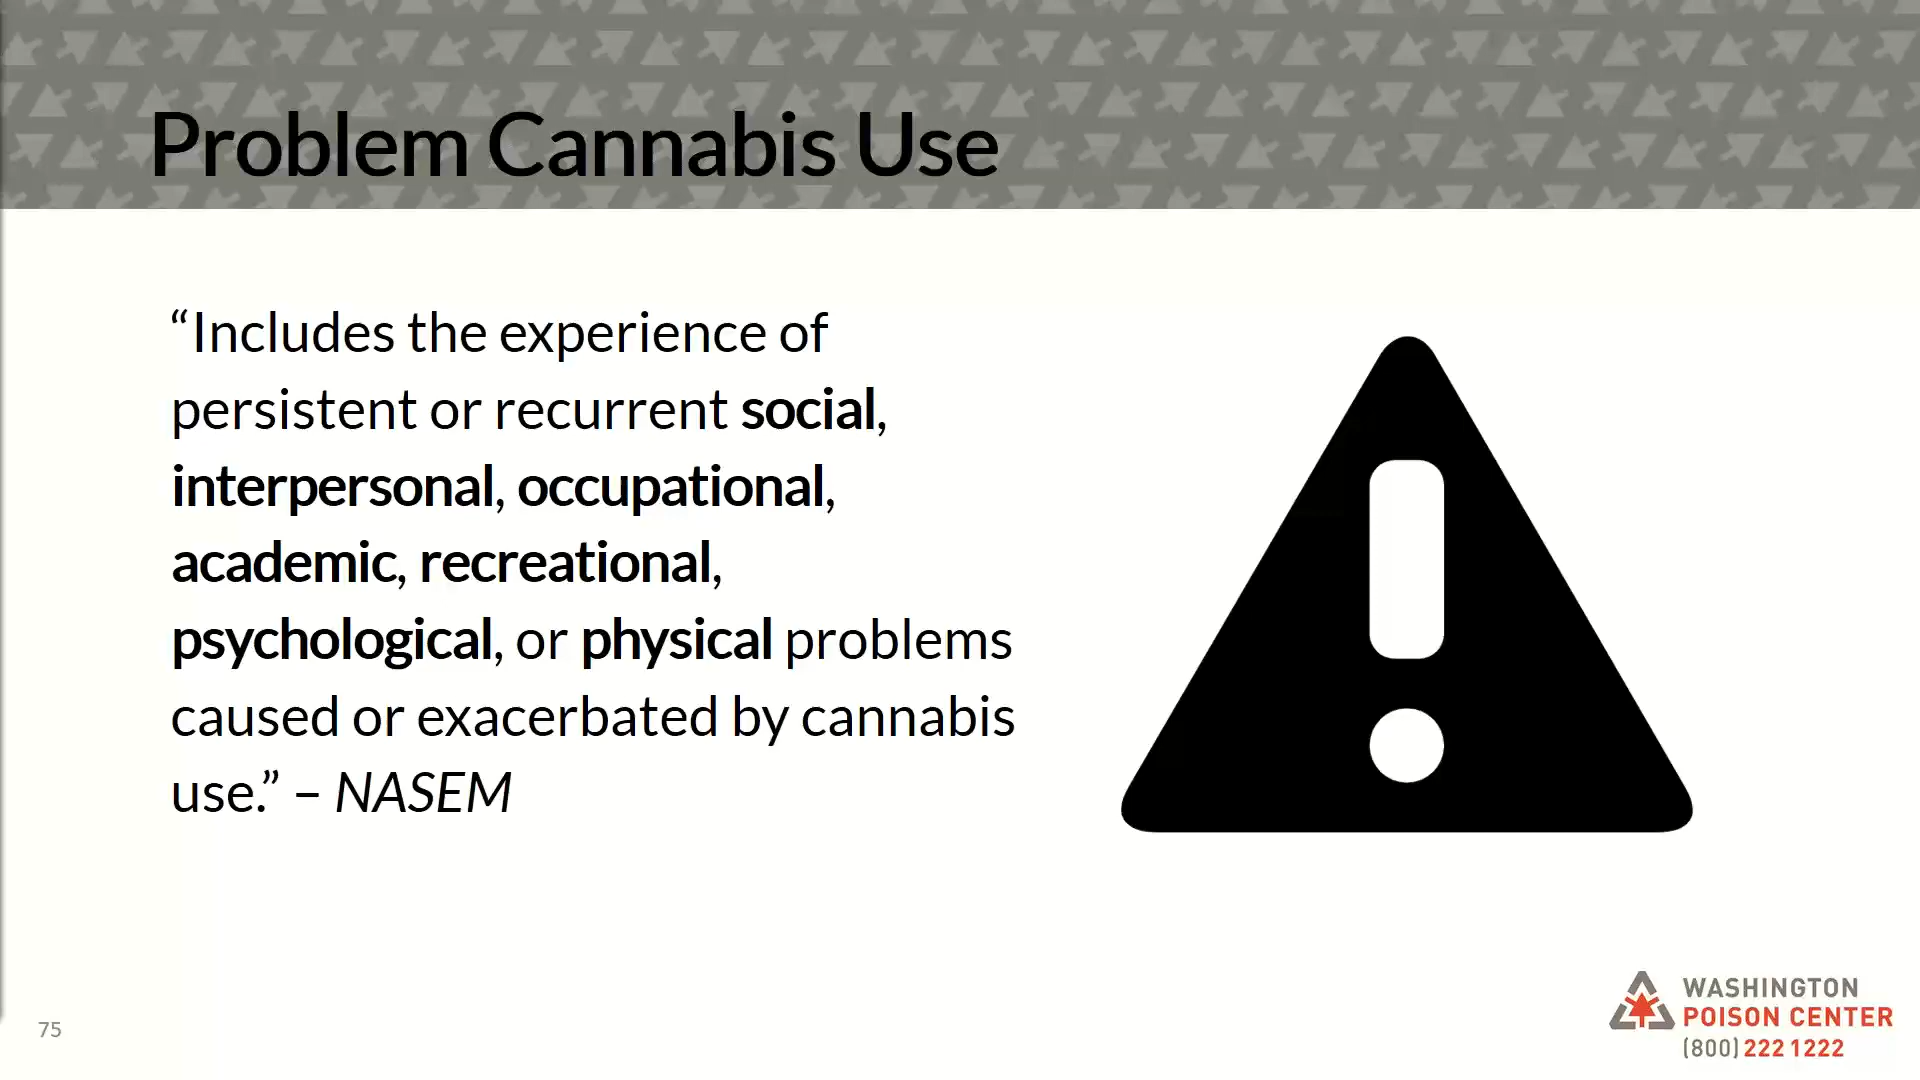 Problem Cannabis Use
“Includes the experience of
persistent or recurrent social,
interpersonal, occupational,
academic, recreational,
psychological, or physical problems
caused or exacerbated by cannabis
use.” – NASEM
75
WASHINGTON
POISON CENTER
(800) 222 1222